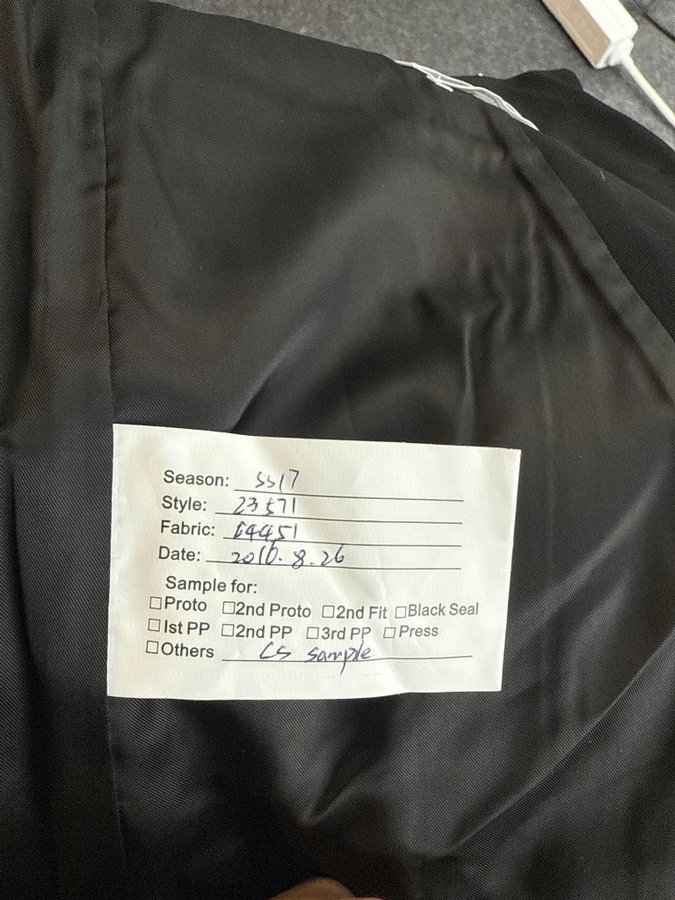 Season: SS17
Style: 23571
Fabric: 64451
Date: 2016.8.26
Sample for:
□Proto □2nd Proto □2nd Fit □Black Seal
□Ist PP □2nd PP □3rd PP □Press
□Others CS sample